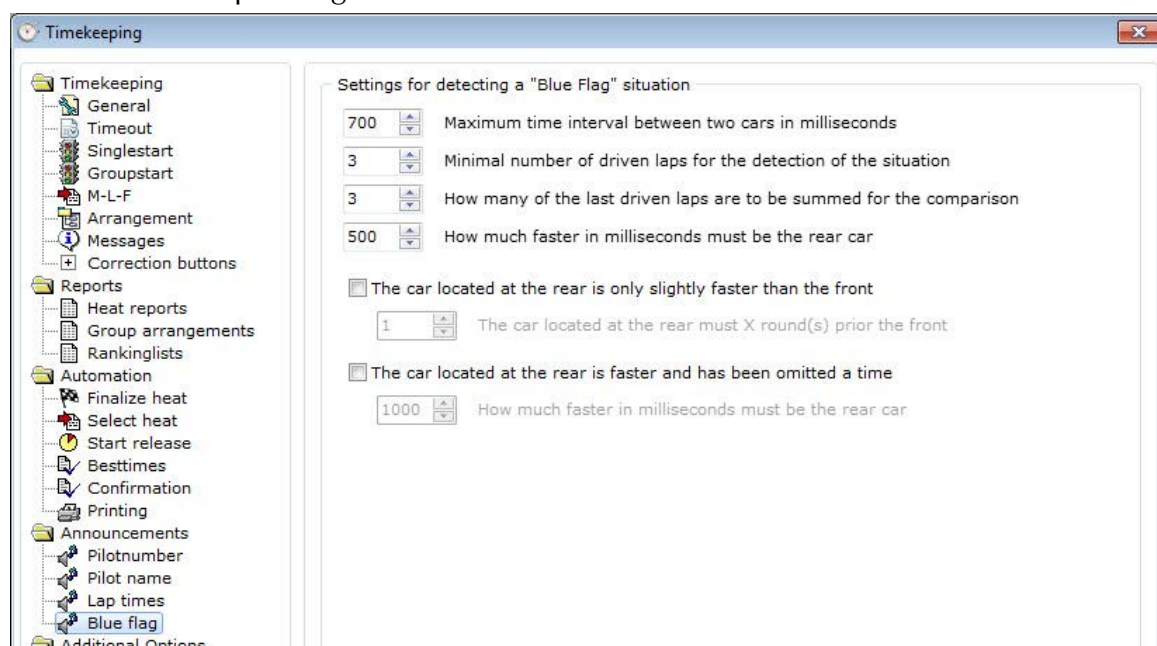 Timekeeping
Timekeeping
General
Timeout
Singlestart
Groupstart
M-L-F
Arrangement
Messages
Correction buttons
Reports
Heat reports
Group arrangements
Rankinglists
Automation
Finalize heat
Select heat
Start release
Besttimes
Confirmation
Printing
Announcements
Pilotnumber
Pilot name
Lap times
Blue flag
Additional Options
Settings for detecting a "Blue Flag" situation
700 Maximum time interval between two cars in milliseconds
3 Minimal number of driven laps for the detection of the situation
3 How many of the last driven laps are to be summed for the comparison
500 How much faster in milliseconds must be the rear car
The car located at the rear is only slightly faster than the front
1 The car located at the rear must X round(s) prior the front
The car located at the rear is faster and has been omitted a time
1000 How much faster in milliseconds must be the rear car